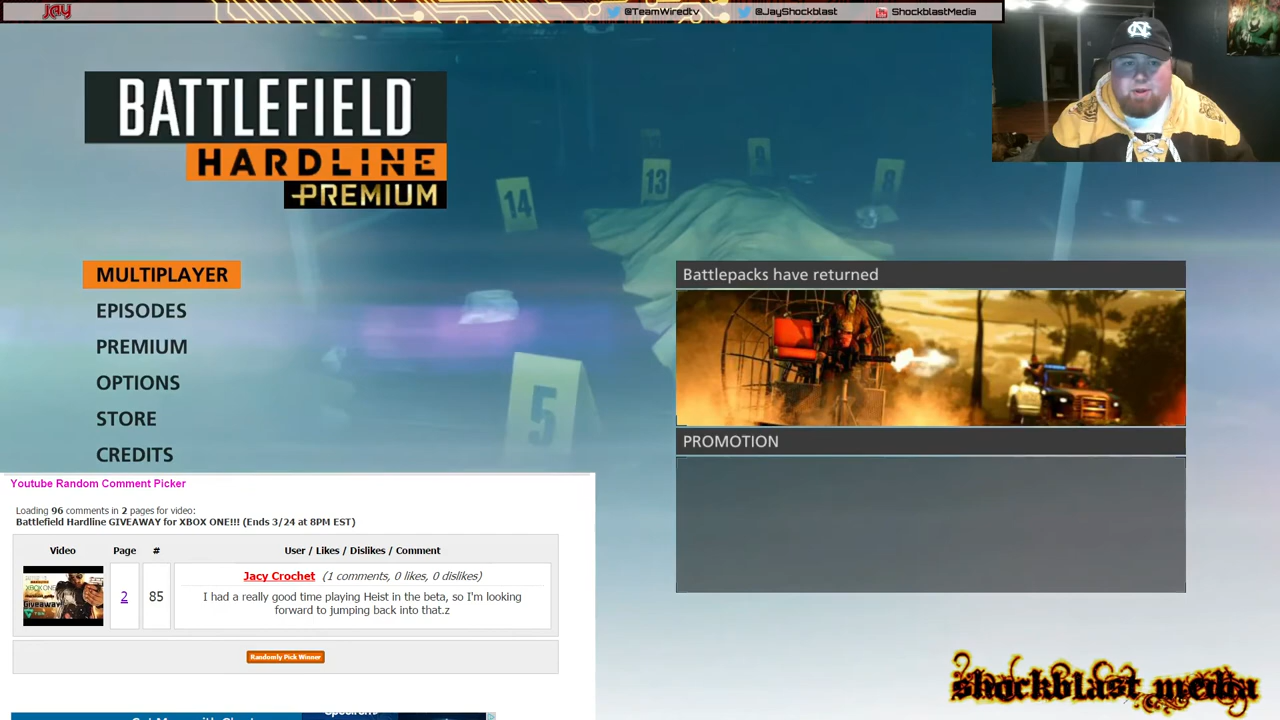 JAY
@TeamWiredtv
@JayShockblast
ShockblastMedia
BATTLEFIELD
HARDLINE
PREMIUM
14
13
8
5
MULTIPLAYER
EPISODES
PREMIUM
OPTIONS
STORE
CREDITS
Battlepacks have returned
PROMOTION
Youtube Random Comment Picker
Loading 96 comments in 2 pages for video:
Battlefield Hardline GIVEAWAY for XBOX ONE!!! (Ends 3/24 at 8PM EST)
Video Page # User / Likes / Dislikes / Comment
XBOX ONE
Giveaway
2
85
Jacy Crochet (1 comments, 0 likes, 0 dislikes)
I had a really good time playing Heist in the beta, so I'm looking
forward to jumping back into that.z
Randomly Pick Winner
shockblast media